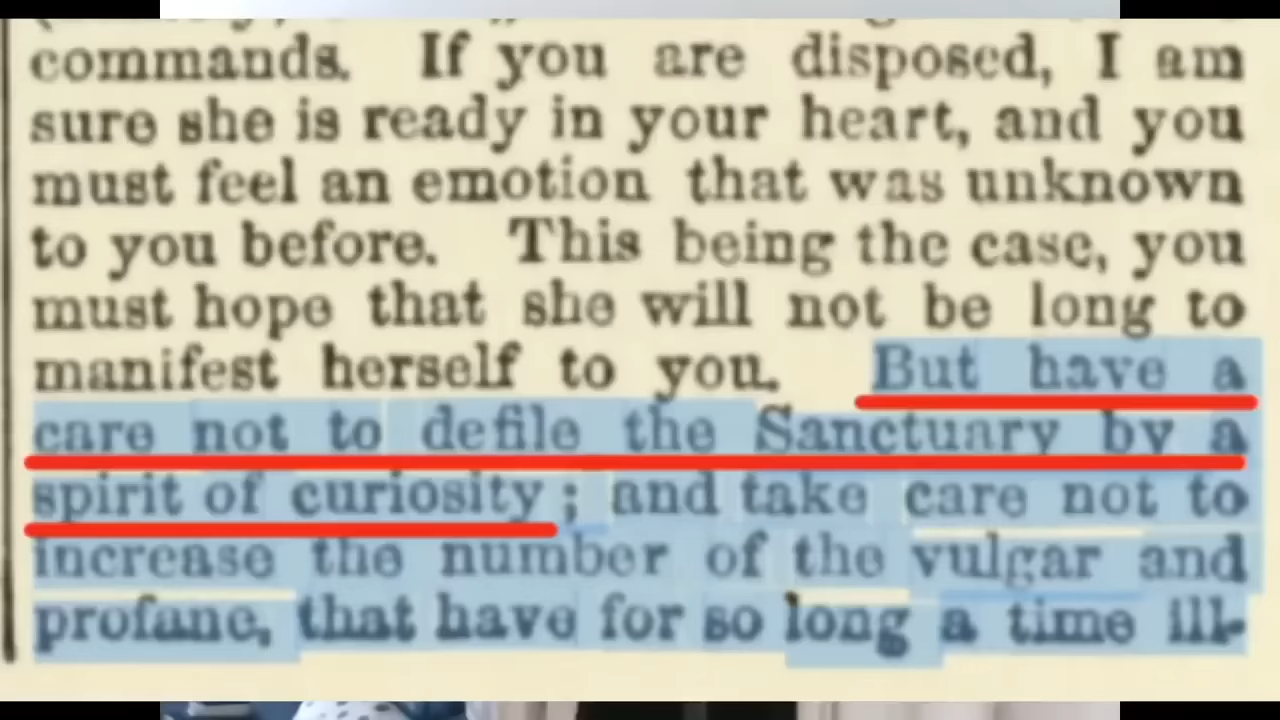 commands. If you are disposed, I am
sure she is ready in your heart, and you
must feel an emotion that was unknown
to you before. This being the case, you
must hope that she will not be long to
manifest herself to you. But have a
care not to defile the Sanctuary by a
spirit of curiosity ; and take care not to
increase the number of the vulgar and
profane, that have for so long a time ill-